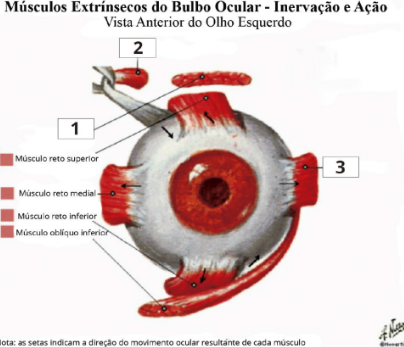 Músculos Extrínsecos do Bulbo Ocular - Inervação e Ação
Vista Anterior do Olho Esquerdo
2
1
Músculo reto superior
3
Músculo reto medial
Músculo reto inferior
Músculo oblíquo inferior
ota: as setas indicam a direção do movimento ocular resultante de cada músculo